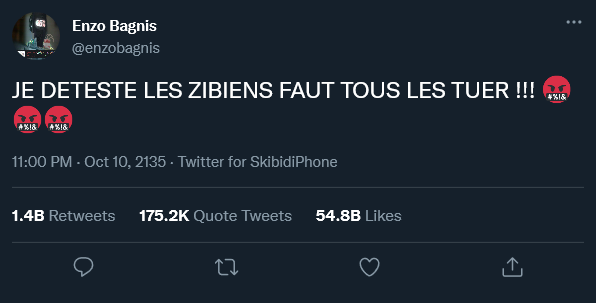 Enzo Bagnis
@enzobagnis
JE DETESTE LES ZIBIENS FAUT TOUS LES TUER !!! 🤬
🤬🤬
11:00 PM · Oct 10, 2135 · Twitter for SkibidiPhone
1.4B Retweets 175.2K Quote Tweets 54.8B Likes